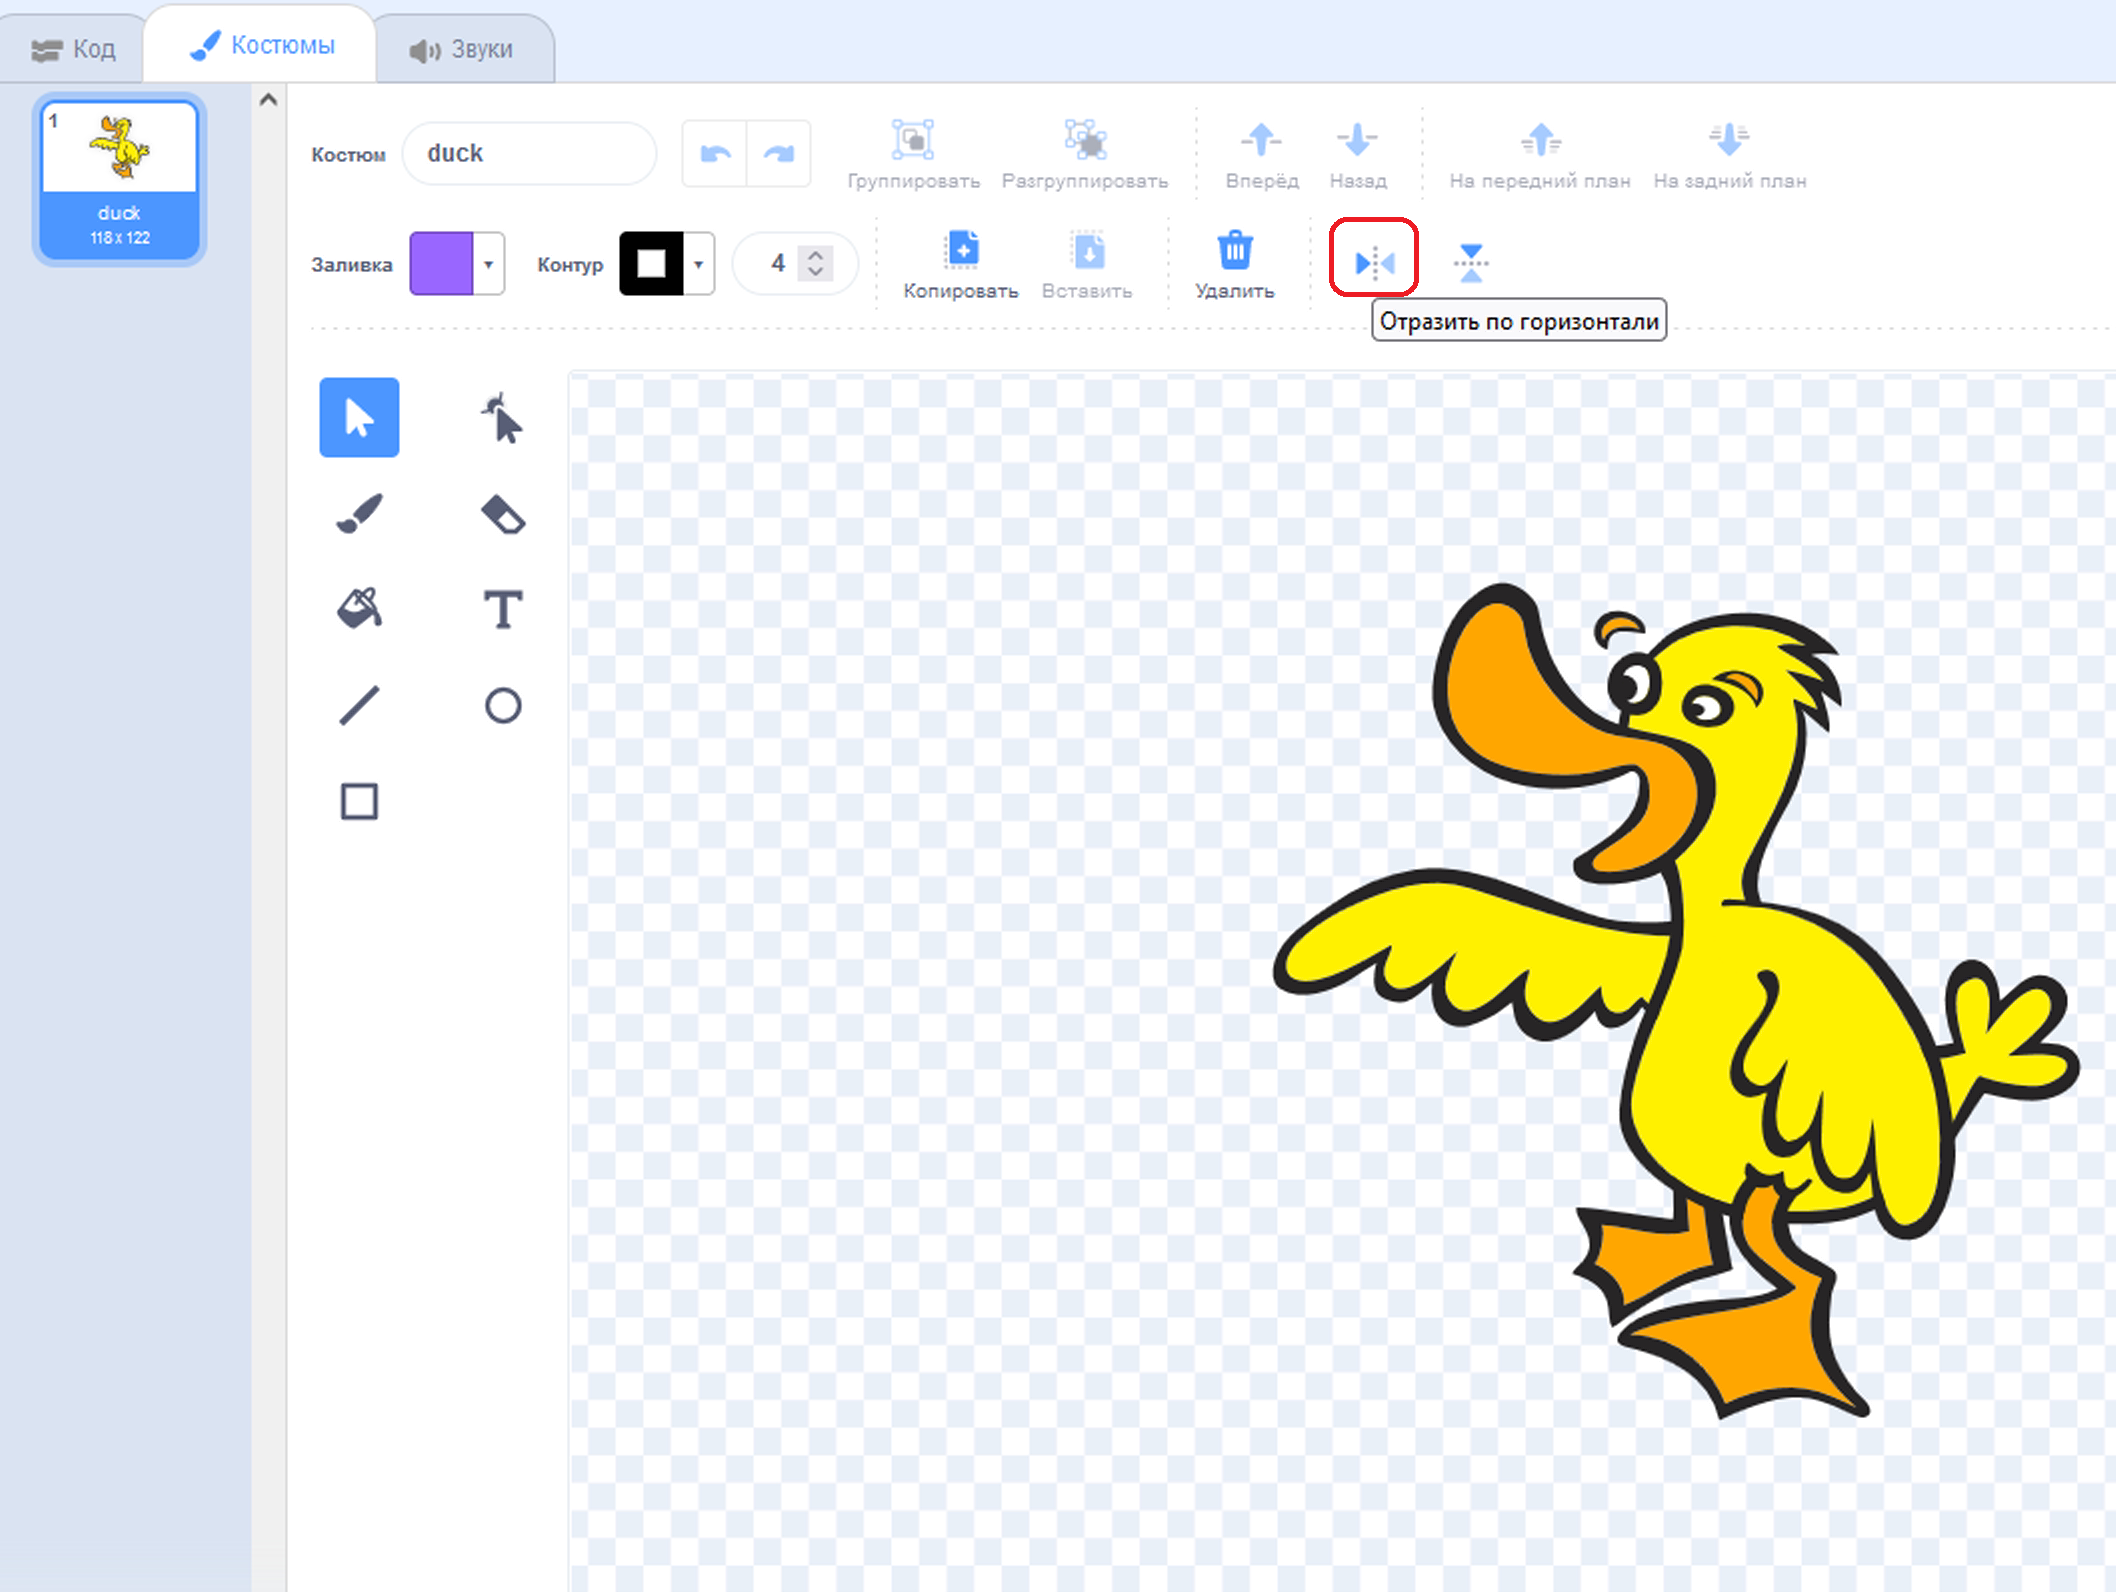 Код
Костюмы
Звуки
1
duck
118 x 122
Костюм
duck
Группировать
Разгруппировать
Вперёд
Назад
На передний план
На задний план
Заливка
Контур
4
Копировать
Вставить
Удалить
Отразить по горизонтали
T